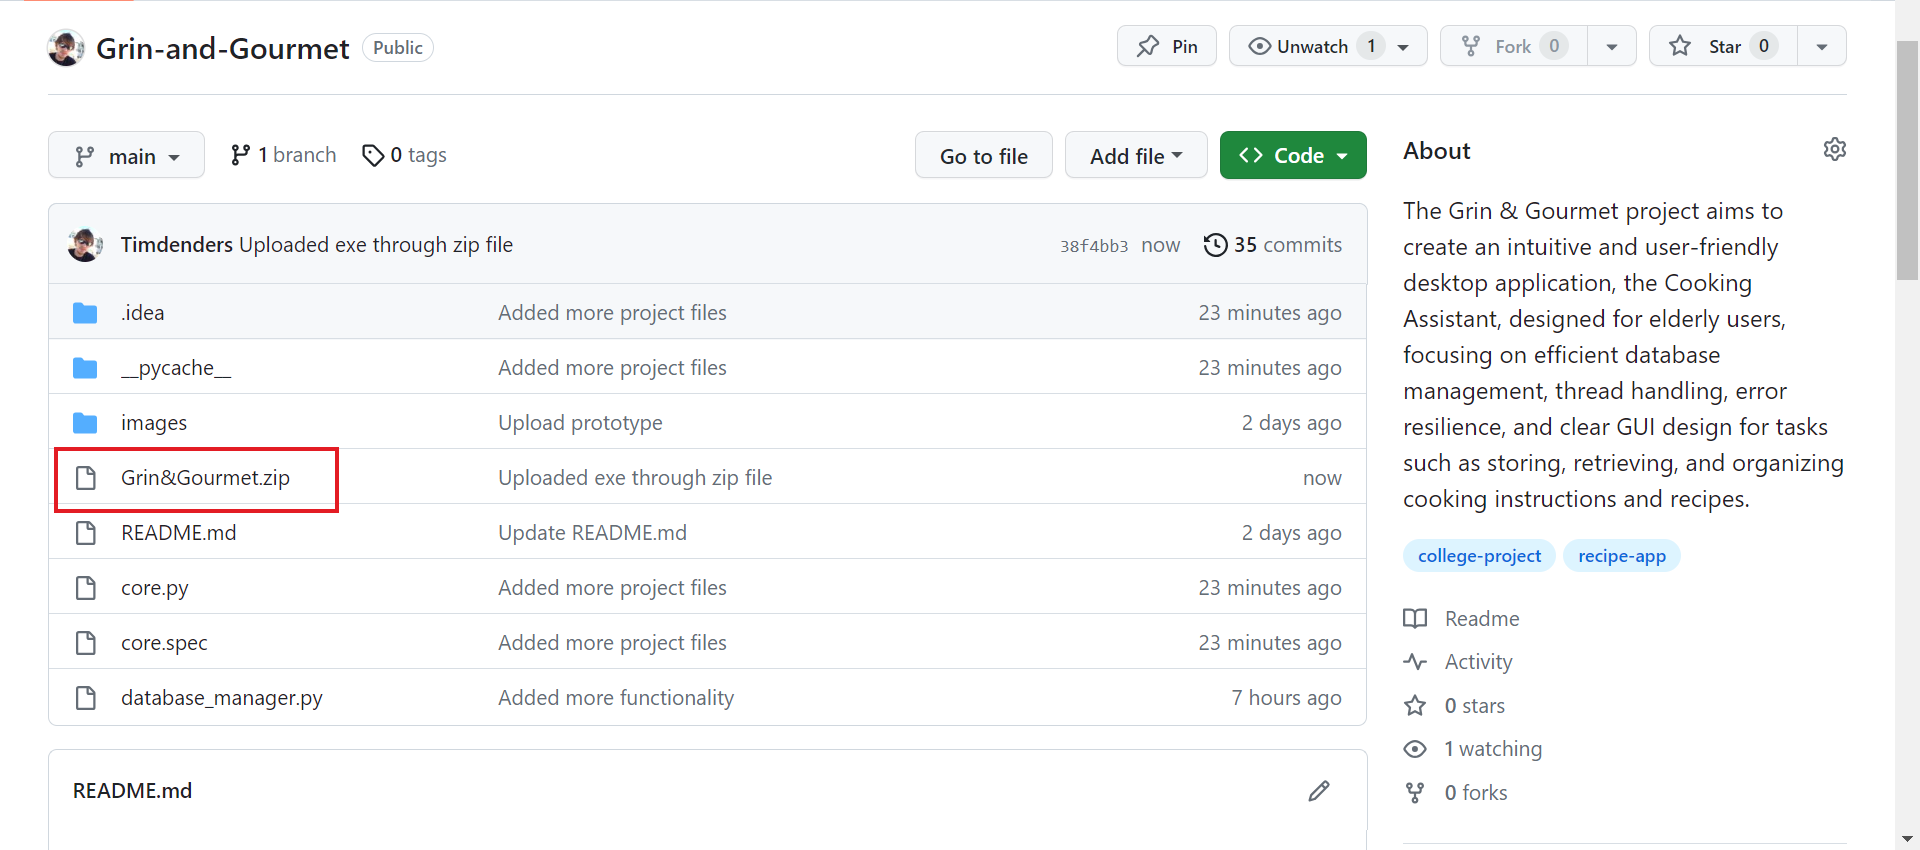 Grin-and-Gourmet Public Pin Unwatch 1 Fork 0 Star 0
main 1 branch 0 tags Go to file Add file Code
Timdenders Uploaded exe through zip file 38f4bb3 now 35 commits
.idea Added more project files 23 minutes ago
__pycache__ Added more project files 23 minutes ago
images Upload prototype 2 days ago
Grin&Gourmet.zip Uploaded exe through zip file now
README.md Update README.md 2 days ago
core.py Added more project files 23 minutes ago
core.spec Added more project files 23 minutes ago
database_manager.py Added more functionality 7 hours ago
README.md
About
The Grin & Gourmet project aims to
create an intuitive and user-friendly
desktop application, the Cooking
Assistant, designed for elderly users,
focusing on efficient database
management, thread handling, error
resilience, and clear GUI design for tasks
such as storing, retrieving, and organizing
cooking instructions and recipes.
college-project recipe-app
Readme
Activity
0 stars
1 watching
0 forks